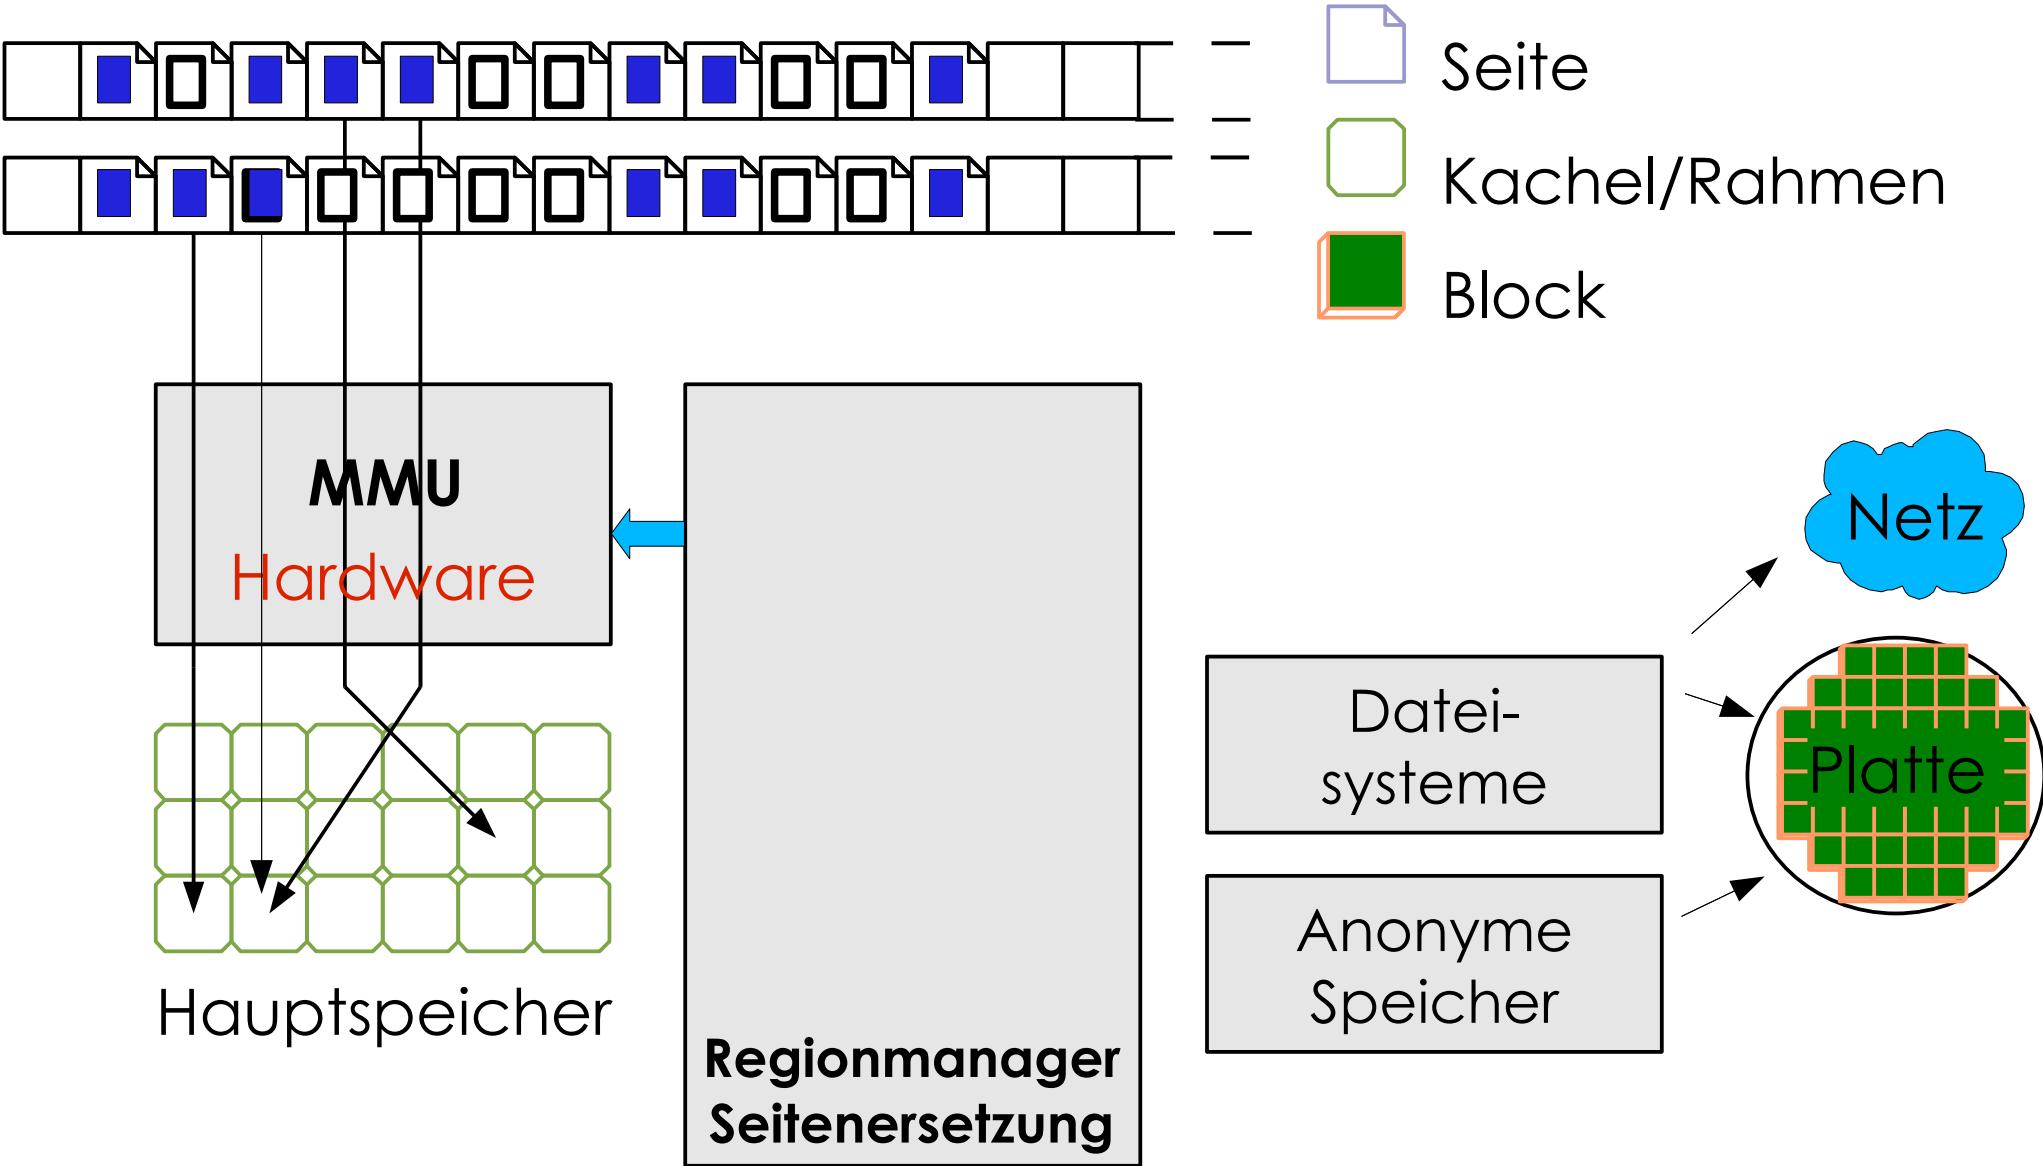 Seite
Kachel/Rahmen
Block
MMU
Hardware
Netz
Datei-
systeme
Platte
Anonyme
Speicher
Hauptspeicher
Regionmanager
Seitenersetzung